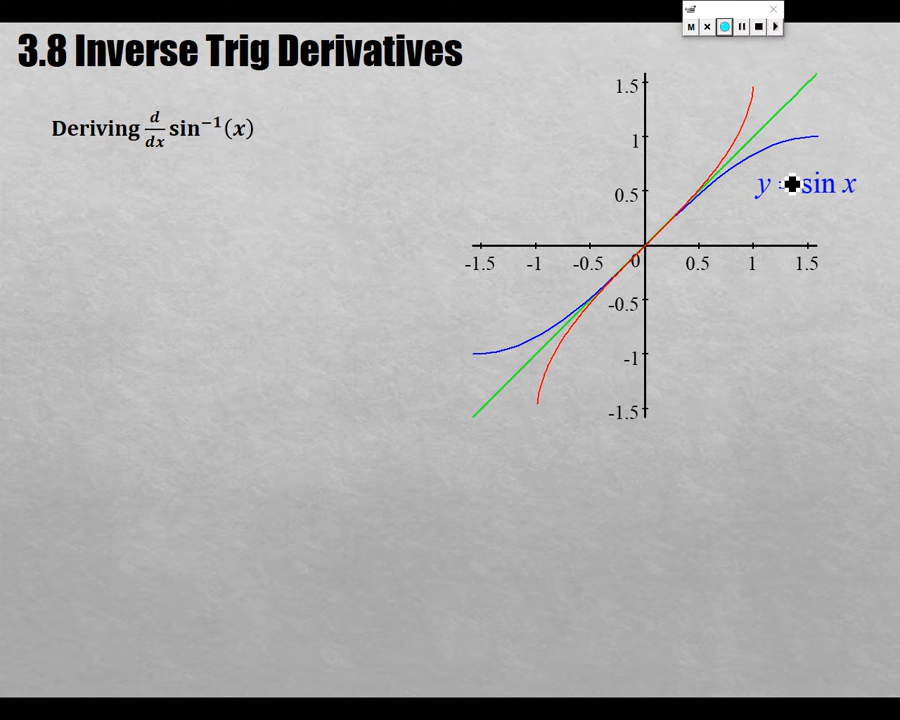 M
3.8 Inverse Trig Derivatives
Deriving d/dx sin⁻¹(x)
1.5
1
0.5
y = sin x
-1.5 -1 -0.5 0 0.5 1 1.5
-0.5
-1
-1.5